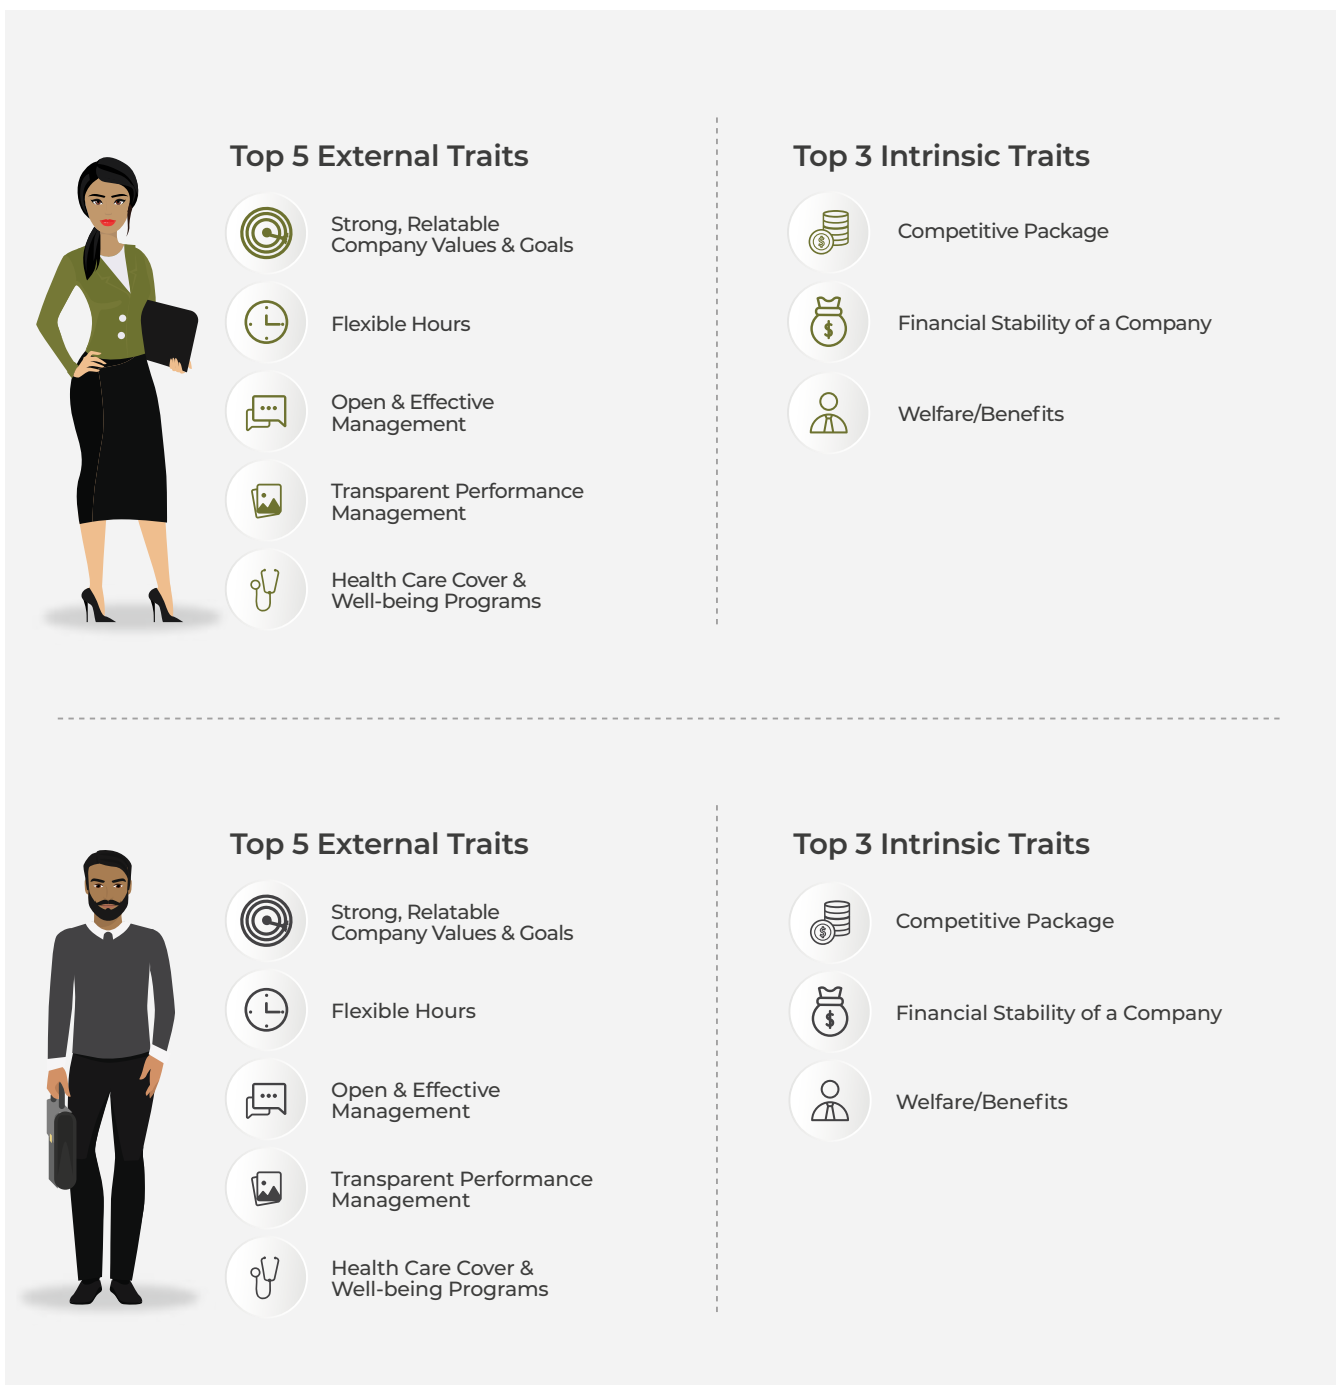 Top 5 External Traits
Strong, Relatable
Company Values & Goals
Flexible Hours
Open & Effective
Management
Transparent Performance
Management
Health Care Cover &
Well-being Programs
Top 3 Intrinsic Traits
Competitive Package
Financial Stability of a Company
Welfare/Benefits
Top 5 External Traits
Strong, Relatable
Company Values & Goals
Flexible Hours
Open & Effective
Management
Transparent Performance
Management
Health Care Cover &
Well-being Programs
Top 3 Intrinsic Traits
Competitive Package
Financial Stability of a Company
Welfare/Benefits